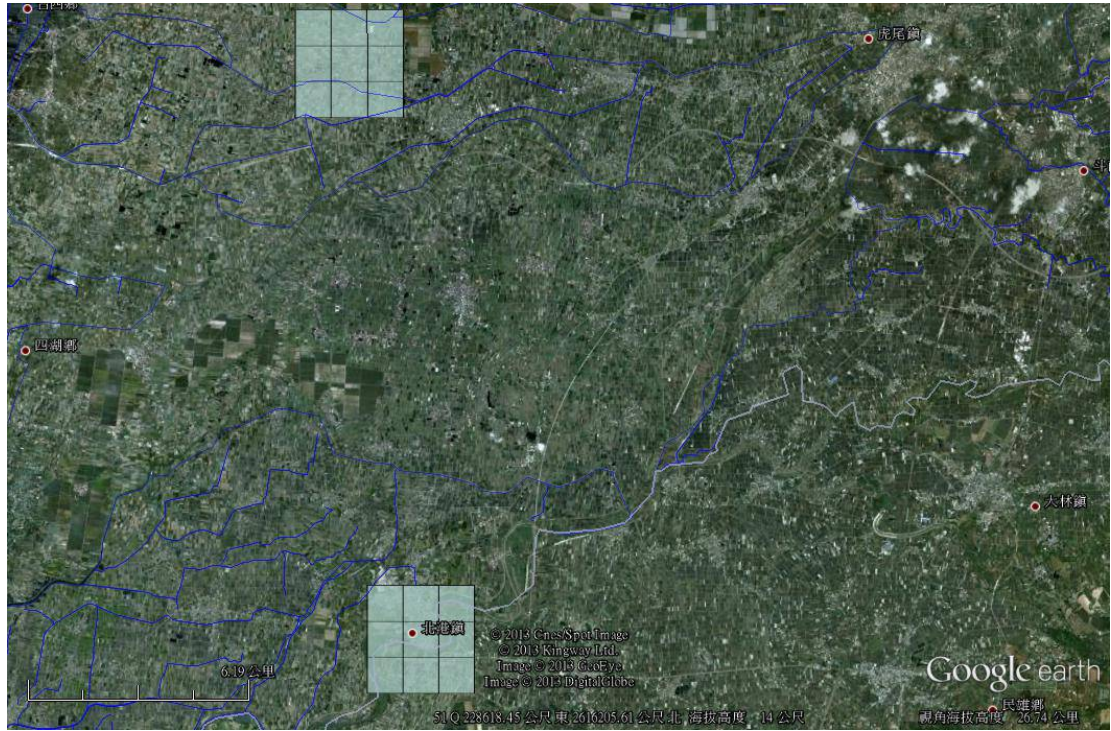 台西鄉
虎尾鎮
斗
四湖鄉
大林鎮
北港鎮
© 2013 Cnes/Spot Image
© 2013 Kingway Ltd.
Image © 2013 GeoEye
Image © 2013 DigitalGlobe
6.19 公里
Google earth
民雄鄉
51 Q 228618.45 公尺 東 2616205.61 公尺 北 海拔高度 14 公尺
視角海拔高度 26.74 公里